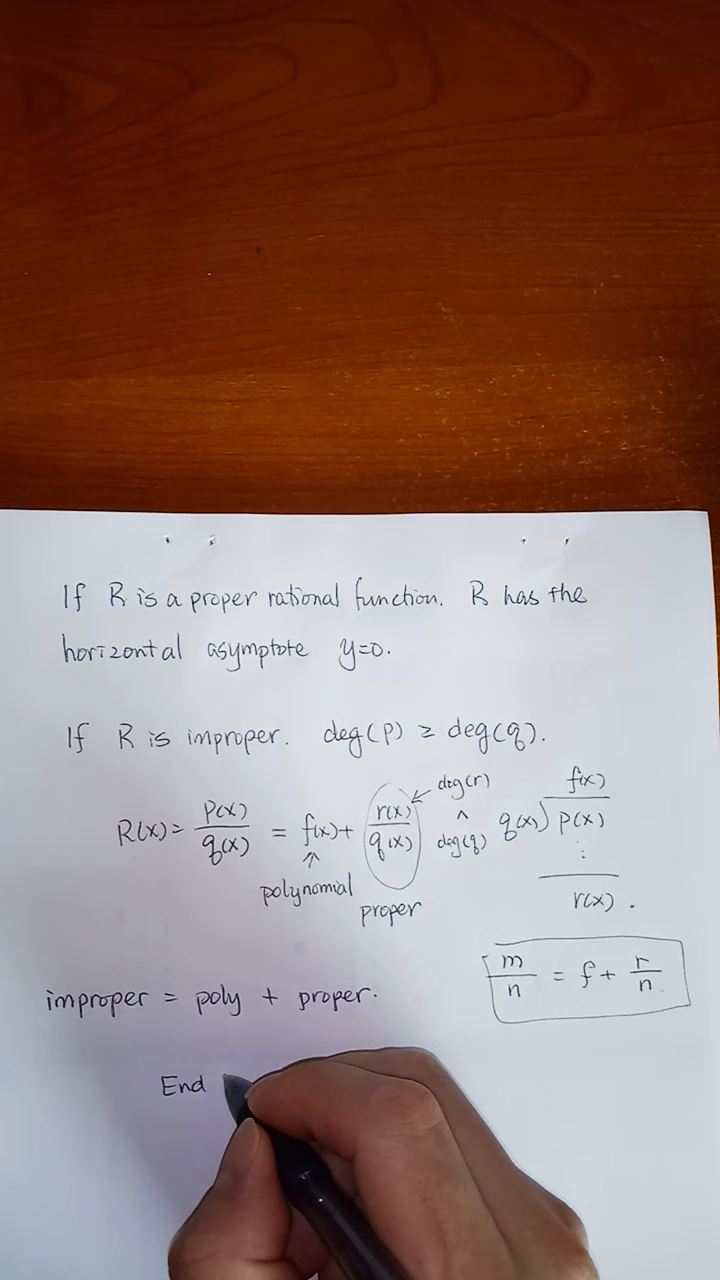 If R is a proper rational function. R has the
horizontal asymptote y=0.
If R is improper. deg(p) ≥ deg(q).
R(x) = p(x)/q(x) = f(x) + r(x)/q(x)
↑
polynomial
proper
deg(r)
^
deg(q)
f(x)
q(x) ) p(x)
⋮
r(x).
improper = poly + proper.
m/n = f + r/n
End